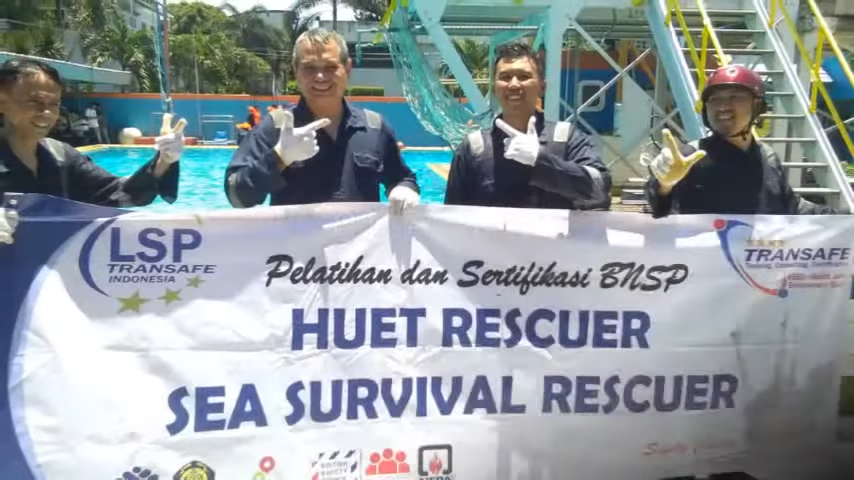 LSP
TRANSAFE
INDONESIA
Pelatihan dan Sertifikasi BNSP
HUET RESCUER
SEA SURVIVAL RESCUER
TRANSAFE